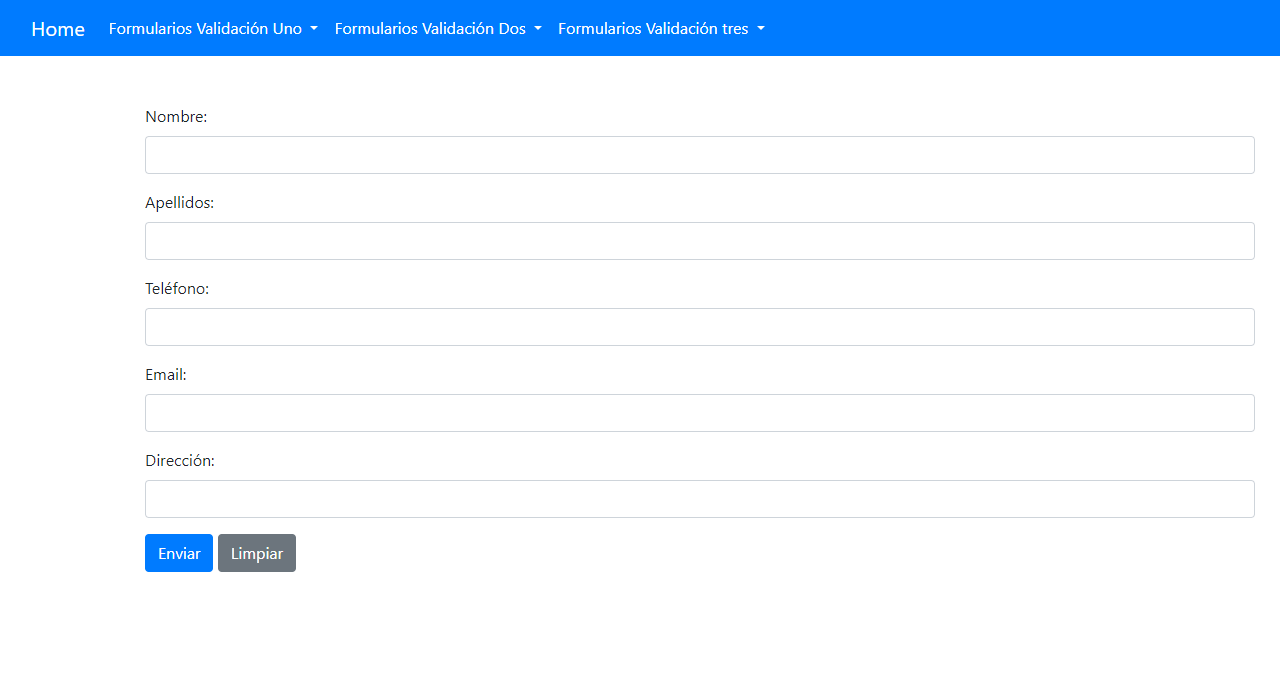 Home Formularios Validación Uno Formularios Validación Dos Formularios Validación tres
Nombre:
Apellidos:
Teléfono:
Email:
Dirección:
Enviar Limpiar